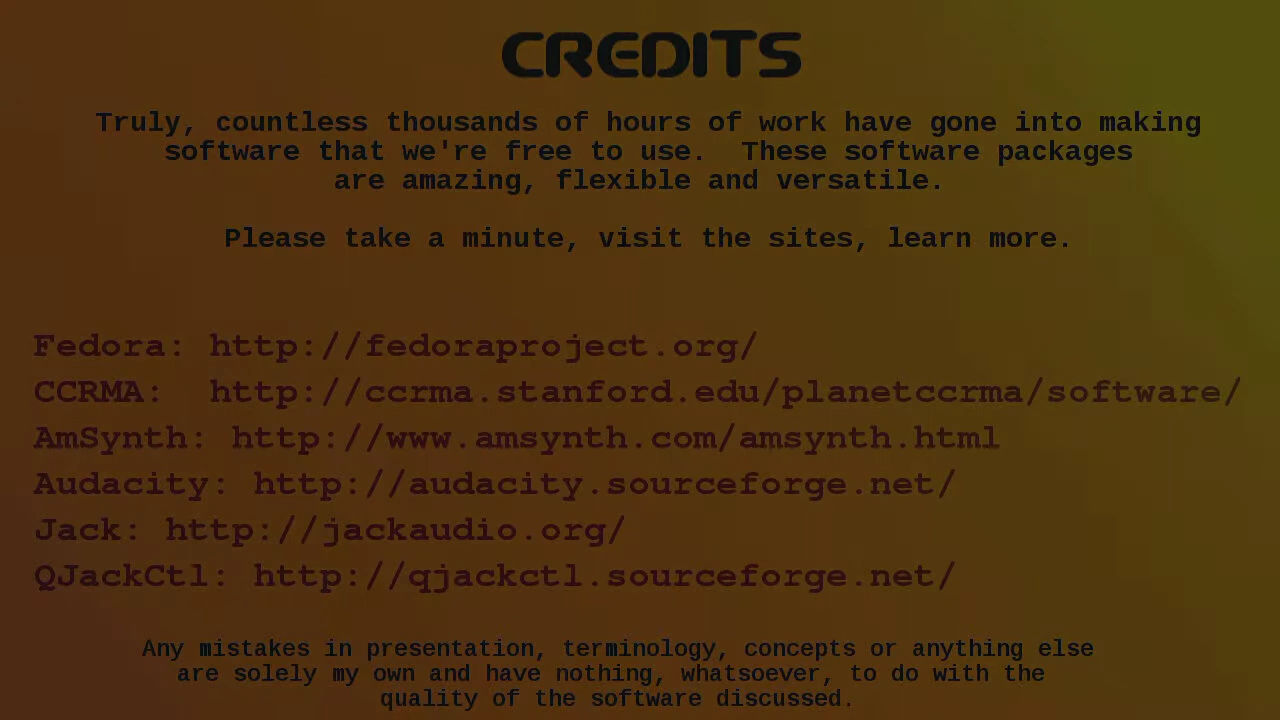 CREDITS
Truly, countless thousands of hours of work have gone into making
software that we're free to use.  These software packages
are amazing, flexible and versatile.
Please take a minute, visit the sites, learn more.
Fedora: http://fedoraproject.org/
CCRMA:  http://ccrma.stanford.edu/planetccrma/software/
AmSynth: http://www.amsynth.com/amsynth.html
Audacity: http://audacity.sourceforge.net/
Jack: http://jackaudio.org/
QJackCtl: http://qjackctl.sourceforge.net/
Any mistakes in presentation, terminology, concepts or anything else
are solely my own and have nothing, whatsoever, to do with the
quality of the software discussed.